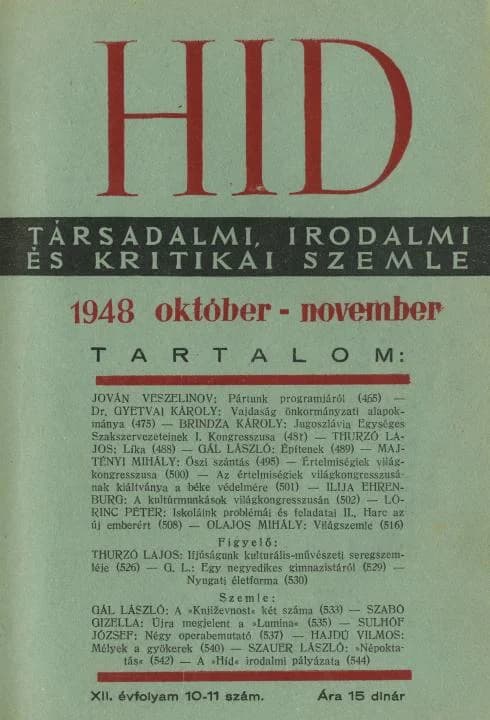 HID
TÁRSADALMI, IRODALMI
ÉS KRITIKAI SZEMLE
1948 október - november
TARTALOM:
JOVÁN VESZELINOV: Pártunk programjáról (465) —
Dr. GYETVAI KÁROLY: Vajdaság önkormányzati alapok-
mánya (475) — BRINDZA KÁROLY: Jugoszlávia Egységes
Szakszervezeteinek I. Kongresszusa (481) — THURZÓ LA-
JOS: Lika (488) — GÁL LÁSZLÓ: Építenek (489) — MAJ-
TÉNYI MIHÁLY: Őszi szántás (495) — Értelmiségiek világ-
kongresszusa (500) — Az értelmiségiek világkongresszusá-
nak kiáltványa a béke védelmére (501) — ILIJA EHREN-
BURG: A kultúrmunkások világkongresszusán (502) — LŐ-
RINC PÉTER: Iskoláink problémái és feladatai II., Harc az
új emberért (508) — OLAJOS MIHÁLY: Világszemle (516)
Figyelő:
THURZÓ LAJOS: Ifjúságunk kulturális-művészeti seregszem-
léje (526) — G. L.: Egy negyedikes gimnazistáról (529) —
Nyugati életforma (530)
Szemle:
GÁL LÁSZLÓ: A »Književnost« két száma (533) — SZABÓ
GIZELLA: Újra megjelent a »Lumina« (535) — SULHÓF
JÓZSEF: Négy operabemutató (537) — HAJDÚ VILMOS:
Mélyek a gyökerek (540) — SZAUER LÁSZLÓ: »Népokta-
tás« (542) — A »Híd« irodalmi pályázata (544)
XII. évfolyam 10-11 szám. Ára 15 dinár